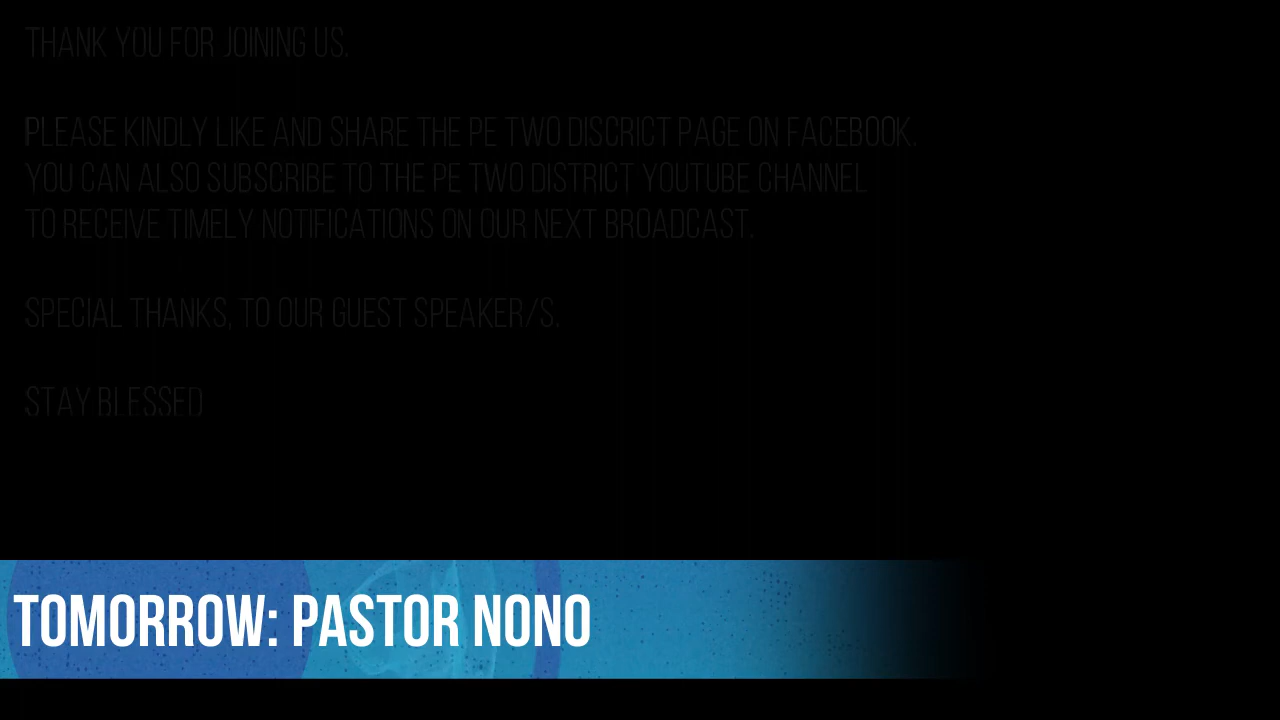 THANK YOU FOR JOINING US.
PLEASE KINDLY LIKE AND SHARE THE PE TWO DISCRICT PAGE ON FACEBOOK.
YOU CAN ALSO SUBSCRIBE TO THE PE TWO DISTRICT YOUTUBE CHANNEL
TO RECEIVE TIMELY NOTIFICATIONS ON OUR NEXT BROADCAST.
SPECIAL THANKS, TO OUR GUEST SPEAKER/S.
STAY BLESSED
TOMORROW: PASTOR NONO